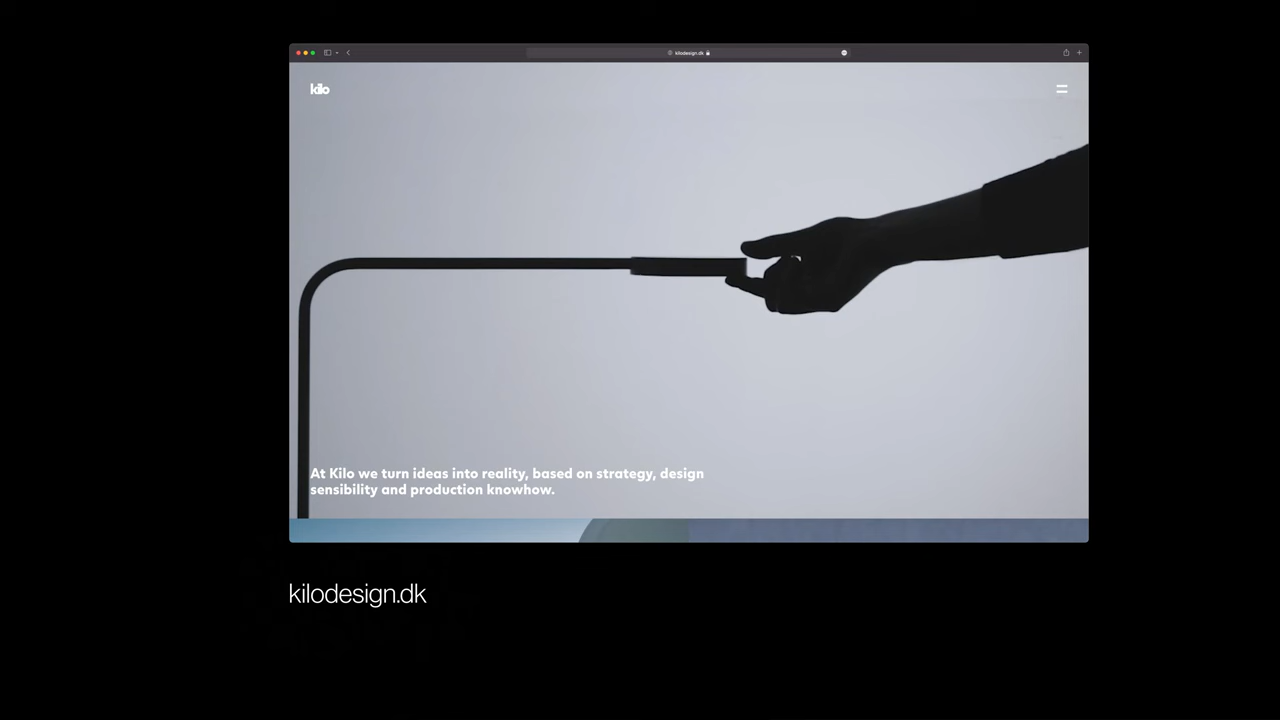 kilodesign.dk
kilo
At Kilo we turn ideas into reality, based on strategy, design
sensibility and production knowhow.
kilodesign.dk